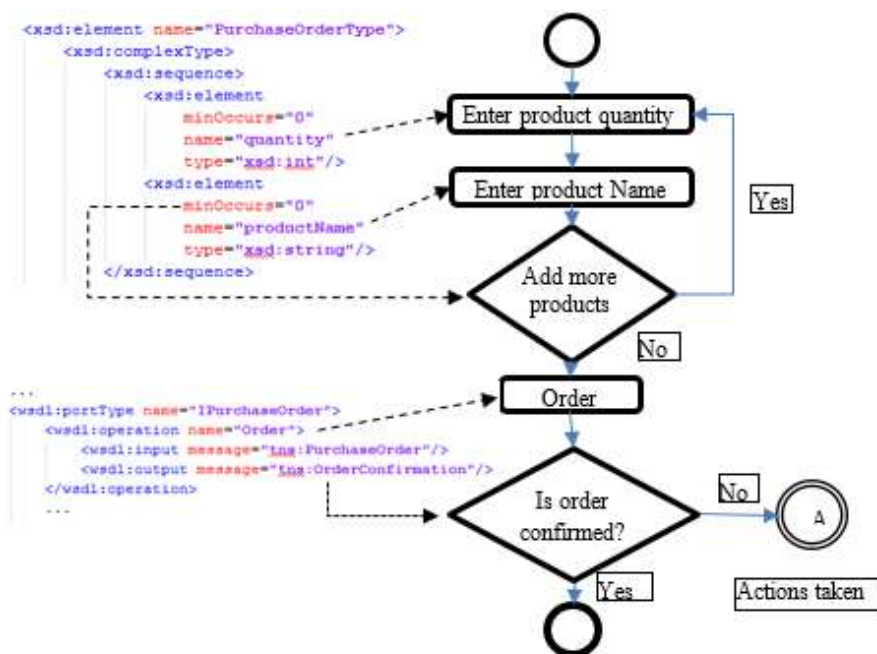 <xsd:element name="PurchaseOrderType">
<xsd:complexType>
<xsd:sequence>
<xsd:element
minOccurs="0"
name="quantity"
type="xsd:int"/>
<xsd:element
minOccurs="0"
name="productName"
type="xsd:string"/>
</xsd:sequence>
Enter product quantity
Enter product Name
Yes
Add more
products
No
Order
...
<wsdl:portType name="IPurchaseOrder">
<wsdl:operation name="Order">
<wsdl:input message="tns:PurchaseOrder"/>
<wsdl:output message="tns:OrderConfirmation"/>
</wsdl:operation>
...
Is order
confirmed?
No
A
Yes
Actions taken